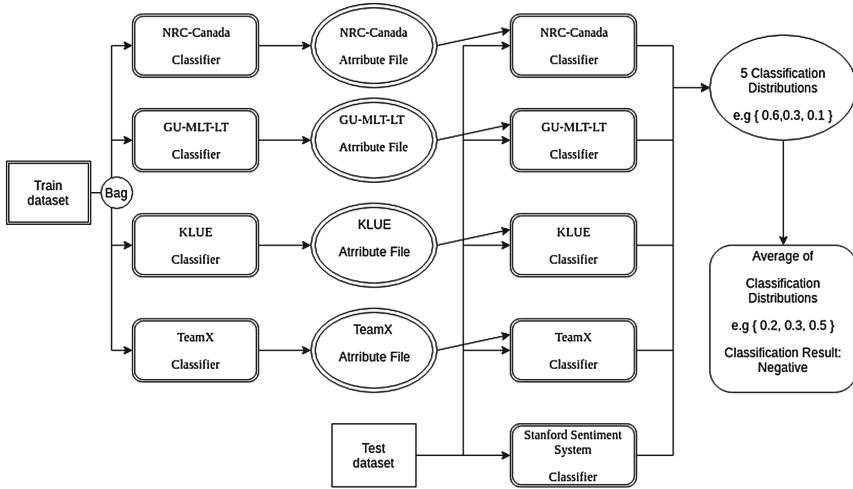 NRC-Canada
Classifier
NRC-Canada
Atrribute File
NRC-Canada
Classifier
5 Classification
Distributions
e.g { 0.6,0.3, 0.1 }
GU-MLT-LT
Classifier
GU-MLT-LT
Atrribute File
GU-MLT-LT
Classifier
Train
dataset
Bag
KLUE
Classifier
KLUE
Atrribute File
KLUE
Classifier
Average of
Classification
Distributions
e.g { 0.2, 0.3, 0.5 }
Classification Result:
Negative
TeamX
Classifier
TeamX
Atrribute File
TeamX
Classifier
Test
dataset
Stanford Sentiment
System
Classifier